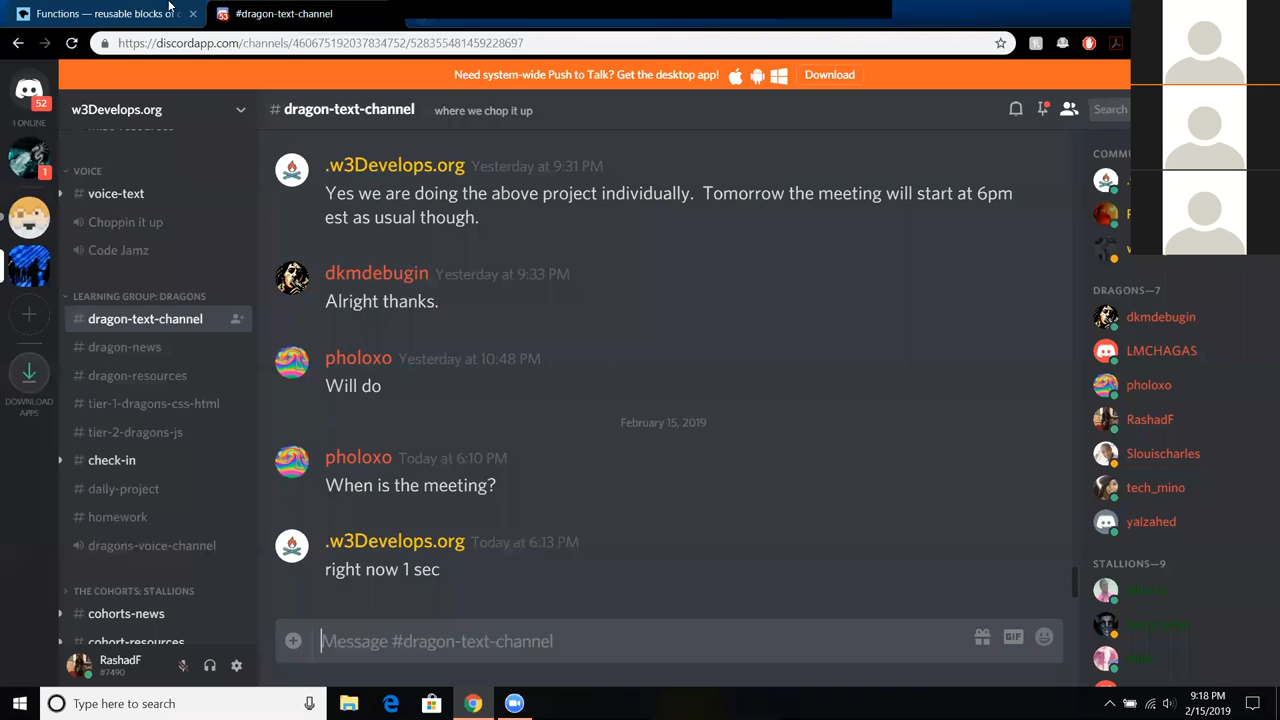 Functions — reusable blocks of
#dragon-text-channel
https://discordapp.com/channels/460675192037834752/528355481459228697
Need system-wide Push to Talk? Get the desktop app!
Download
52
1 ONLINE
1
DOWNLOAD
APPS
w3Develops.org
VOICE
voice-text
Choppin it up
Code Jamz
LEARNING GROUP: DRAGONS
# dragon-text-channel
# dragon-news
# dragon-resources
# tier-1-dragons-css-html
# tier-2-dragons-js
# check-in
# daily-project
# homework
dragons-voice-channel
THE COHORTS: STALLIONS
# cohorts-news
# cohort-resources
RashadF
#7490
# dragon-text-channel
where we chop it up
Search
.w3Develops.org Yesterday at 9:31 PM
Yes we are doing the above project individually. Tomorrow the meeting will start at 6pm
est as usual though.
dkmdebugin Yesterday at 9:33 PM
Alright thanks.
pholoxo Yesterday at 10:48 PM
Will do
February 15, 2019
pholoxo Today at 6:10 PM
When is the meeting?
.w3Develops.org Today at 6:13 PM
right now 1 sec
Message #dragon-text-channel
GIF
COMMU
DRAGONS—7
dkmdebugin
LMCHAGAS
pholoxo
RashadF
Slouischarles
tech_mino
yalzahed
STALLIONS—9
Type here to search
9:18 PM
2/15/2019